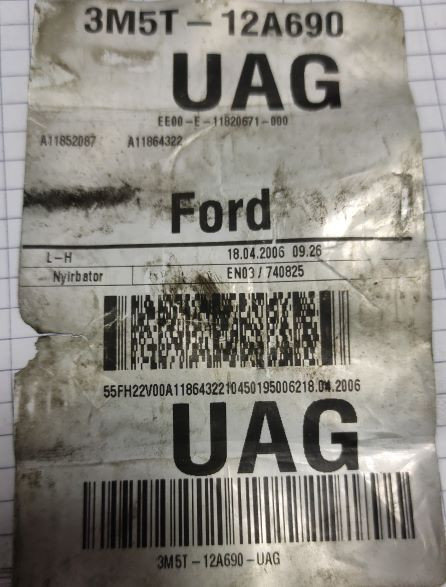 3M5T-12A690
UAG
EE00-E-11820671-000
A11852087 A11864322
Ford
L-H 18.04.2006 09.26
Nyirbator EN03 / 740825
55FH22V00A1186432210450195006218.04.2006
UAG
3M5T-12A690-UAG